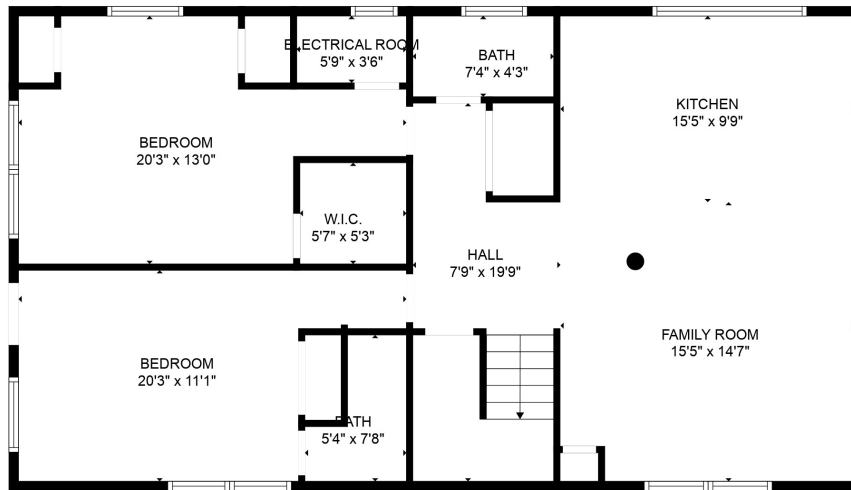 ELECTRICAL ROOM
5'9" x 3'6"
BATH
7'4" x 4'3"
KITCHEN
15'5" x 9'9"
BEDROOM
20'3" x 13'0"
W.I.C.
5'7" x 5'3"
HALL
7'9" x 19'9"
FAMILY ROOM
15'5" x 14'7"
BEDROOM
20'3" x 11'1"
BATH
5'4" x 7'8"